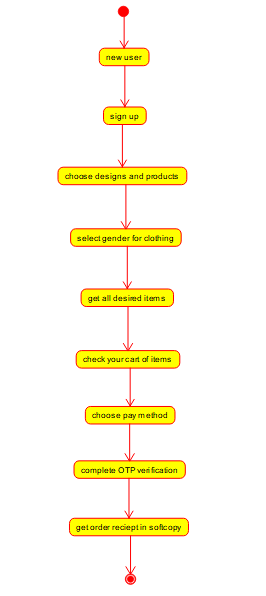 new user
sign up
choose designs and products
select gender for clothing
get all desired items
check your cart of items
choose pay method
complete OTP verification
get order reciept in softcopy